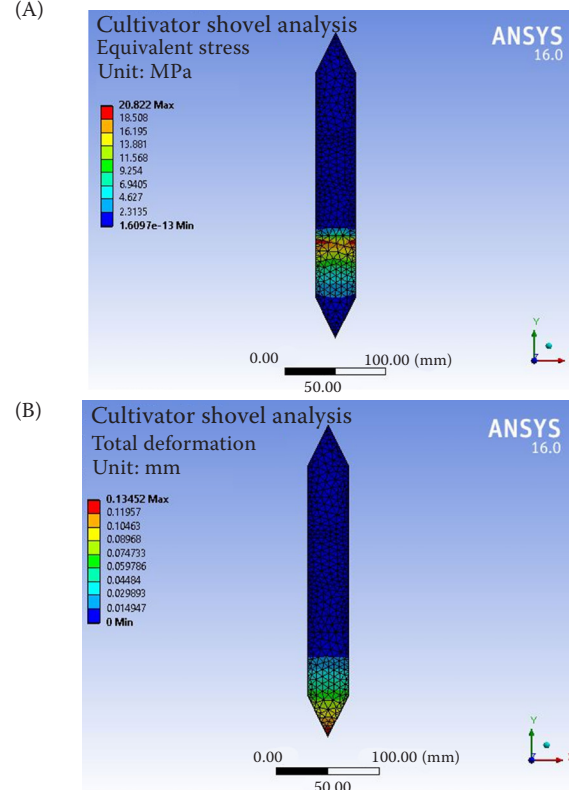 (A)
Cultivator shovel analysis
Equivalent stress
Unit: MPa
ANSYS
16.0
20.822 Max
18.508
16.195
13.881
11.568
9.254
6.9405
4.627
2.3135
1.6097e-13 Min
Y
0.00 100.00 (mm)
50.00
(B)
Cultivator shovel analysis
Total deformation
Unit: mm
ANSYS
16.0
0.13452 Max
0.11957
0.10463
0.08968
0.074733
0.059786
0.04484
0.029893
0.014947
0 Min
Y
0.00 100.00 (mm)
50.00